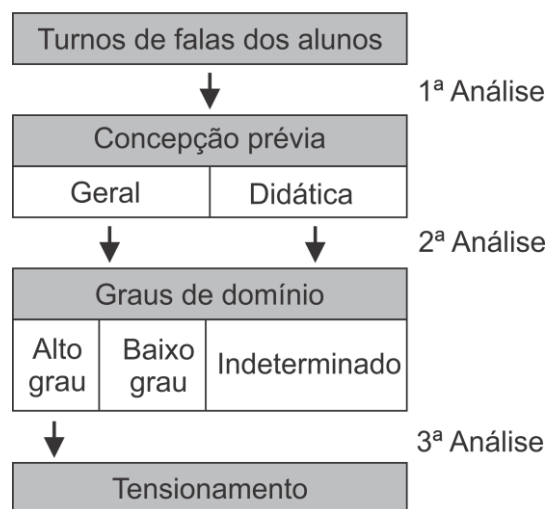 Turnos de falas dos alunos
1ª Análise
Concepção prévia
Geral
Didática
2ª Análise
Graus de domínio
Alto
grau
Baixo
grau
Indeterminado
3ª Análise
Tensionamento